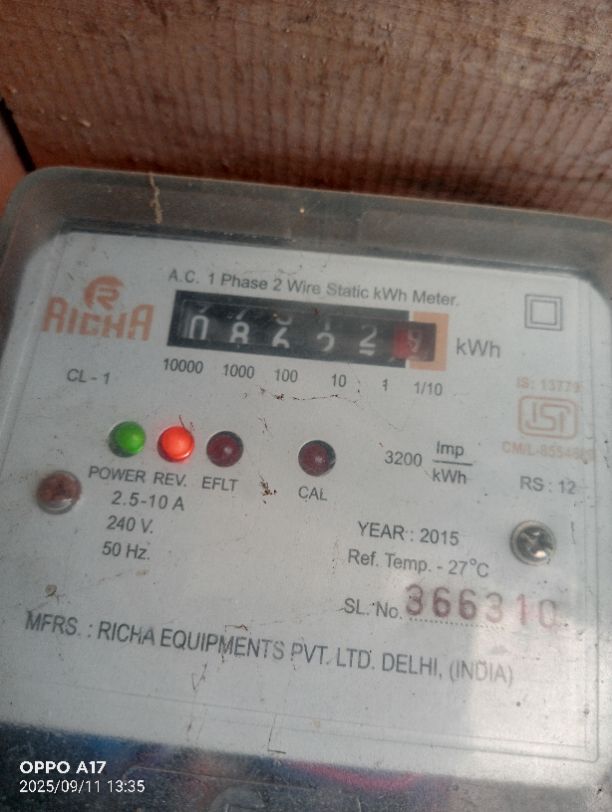 A.C. 1 Phase 2 Wire Static kWh Meter.
RICHA
kWh
10000 1000 100 10 1 1/10
CL - 1
IS : 13779
3200 Imp/kWh
POWER REV. EFLT CAL
RS : 12
2.5-10 A
240 V.
50 Hz.
YEAR : 2015
Ref. Temp. - 27°C
SL. No. 366310
MFRS. : RICHA EQUIPMENTS PVT. LTD. DELHI, (INDIA)
OPPO A17
2025/09/11 13:35